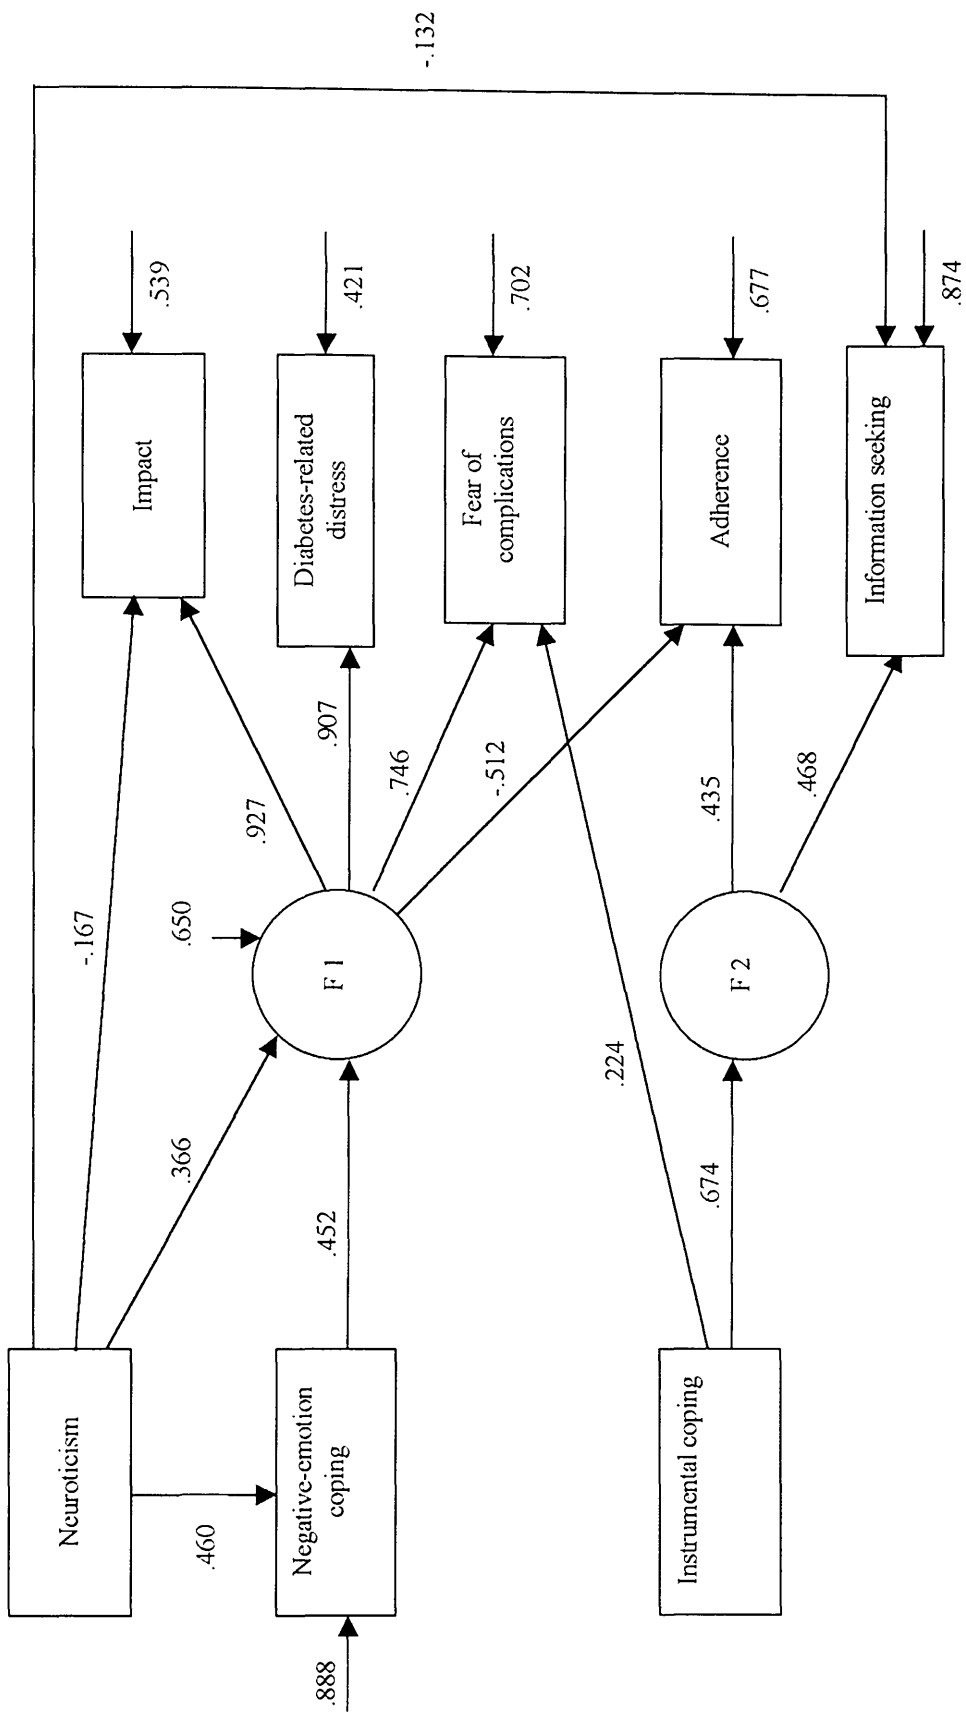 Neuroticism
-.167
Impact
.539
-.132
.460
.366
.650
.927
.888
Negative-emotion
coping
.452
F 1
.907
Diabetes-related
distress
.421
.746
Fear of
complications
.702
-.512
.224
Instrumental coping
.674
F 2
.435
Adherence
.677
.468
Information seeking
.874